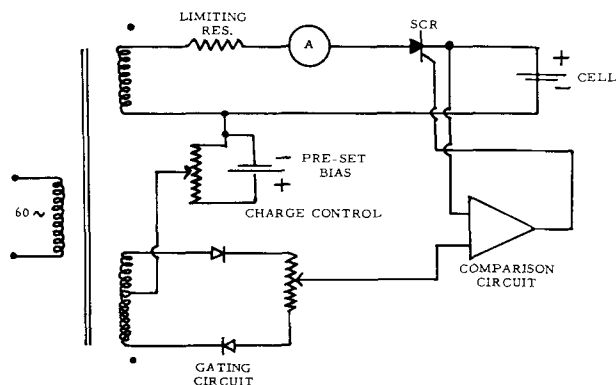 LIMITING
RES.
A
SCR
+
−
CELL
60 ~
−
+
PRE-SET
BIAS
CHARGE CONTROL
COMPARISON
CIRCUIT
GATING
CIRCUIT